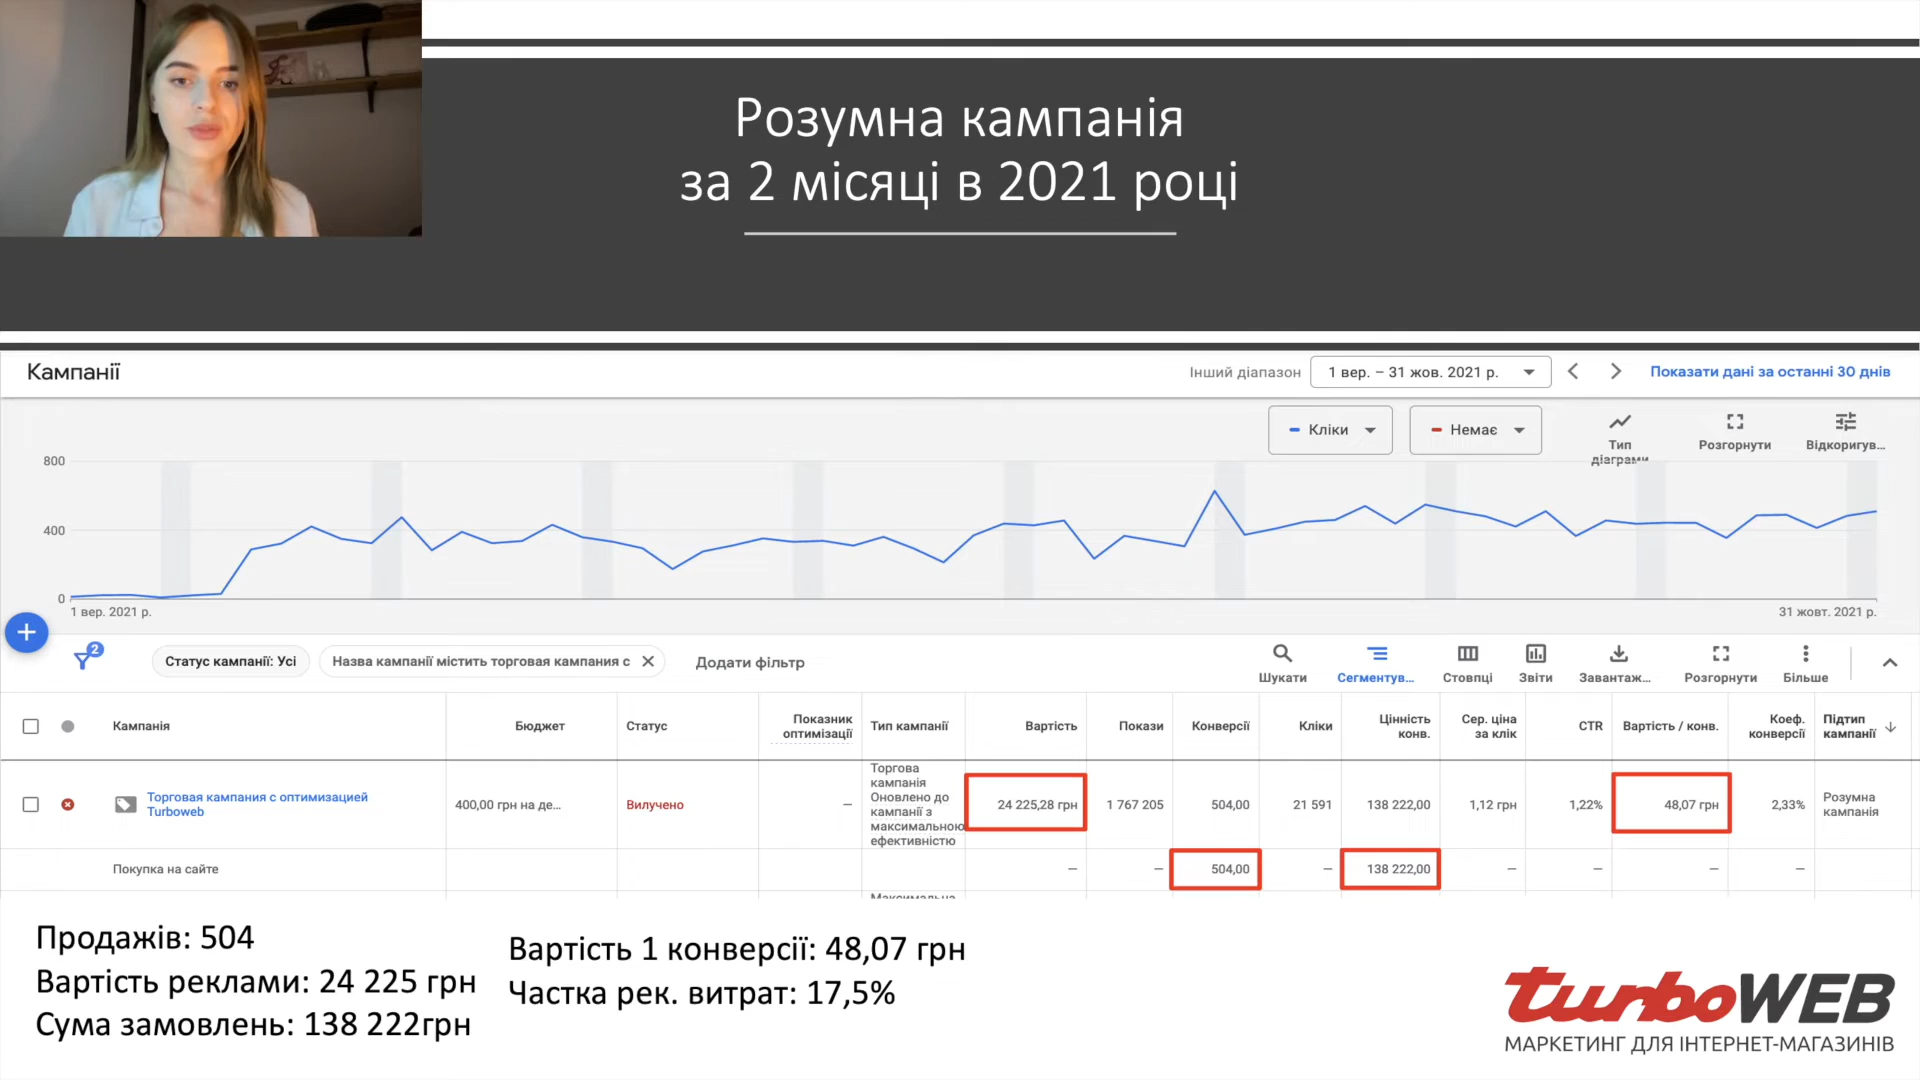 Розумна кампанія
за 2 місяці в 2021 році
Кампанії
Інший діапазон
1 вер. – 31 жов. 2021 р.
Показати дані за останні 30 днів
Кліки
Немає
Тип
діаграми
Розгорнути
Відкоригув...
800
400
0
1 вер. 2021 р.
31 жовт. 2021 р.
2
Статус кампанії: Усі
Назва кампанії містить торговая кампания с
Додати фільтр
Шукати
Сегментув...
Стовпці
Звіти
Завантаж...
Розгорнути
Більше
Кампанія
Бюджет
Статус
Показник
оптимізації
Тип кампанії
Вартість
Покази
Конверсії
Кліки
Цінність
конв.
Сер. ціна
за клік
CTR
Вартість / конв.
Коеф.
конверсії
Підтип
кампанії
Торговая кампания с оптимизацией
Turboweb
400,00 грн на де...
Вилучено
—
Торгова
кампанія
Оновлено до
кампанії з
максимальною
ефективністю
24 225,28 грн
1 767 205
504,00
21 591
138 222,00
1,12 грн
1,22%
48,07 грн
2,33%
Розумна
кампанія
Покупка на сайте
—
—
504,00
—
138 222,00
—
—
—
—
Максимальна
Продажів: 504
Вартість реклами: 24 225 грн
Сума замовлень: 138 222грн
Вартість 1 конверсії: 48,07 грн
Частка рек. витрат: 17,5%
turboWEB
МАРКЕТИНГ ДЛЯ ІНТЕРНЕТ-МАГАЗИНІВ